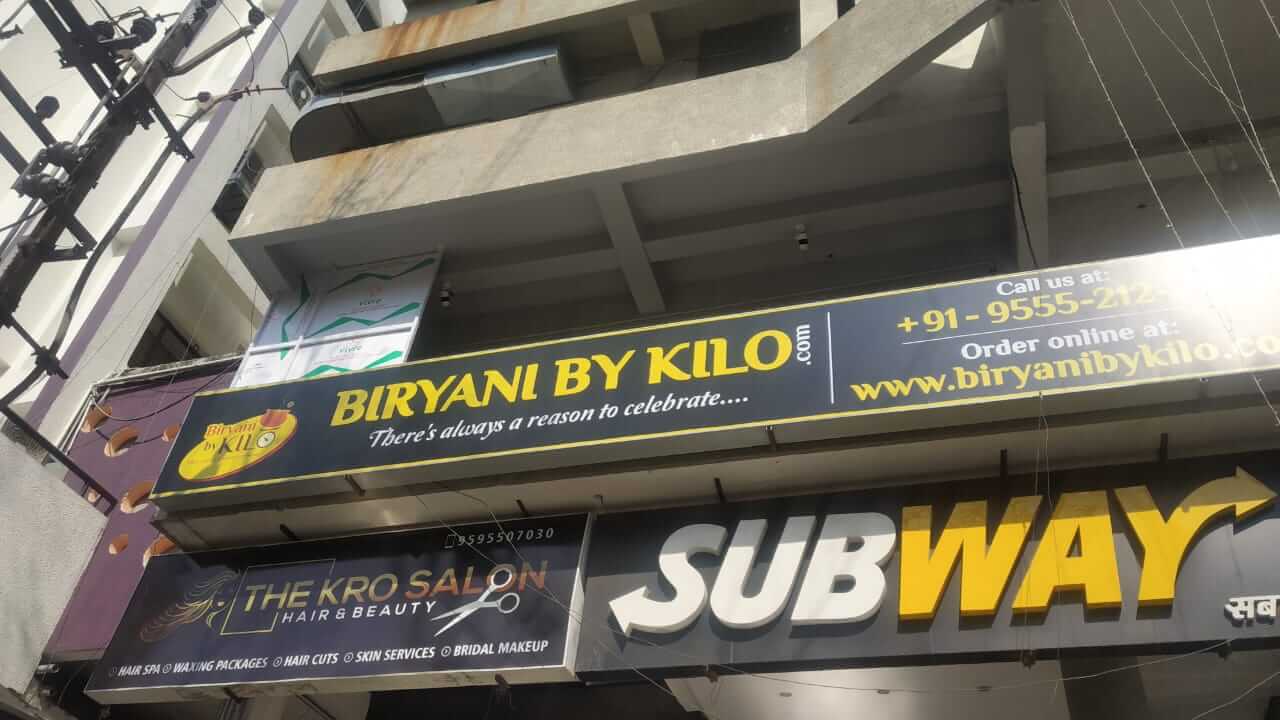 Biryani
by KILO
BIRYANI BY KILO.com
There's always a reason to celebrate....
Call us at:
+91 - 9555-212-
Order online at:
www.biryanibykilo.co
9595507030
THE KRO SALON
HAIR & BEAUTY
HAIR SPA WAXING PACKAGES HAIR CUTS SKIN SERVICES BRIDAL MAKEUP
SUBWAY
सब